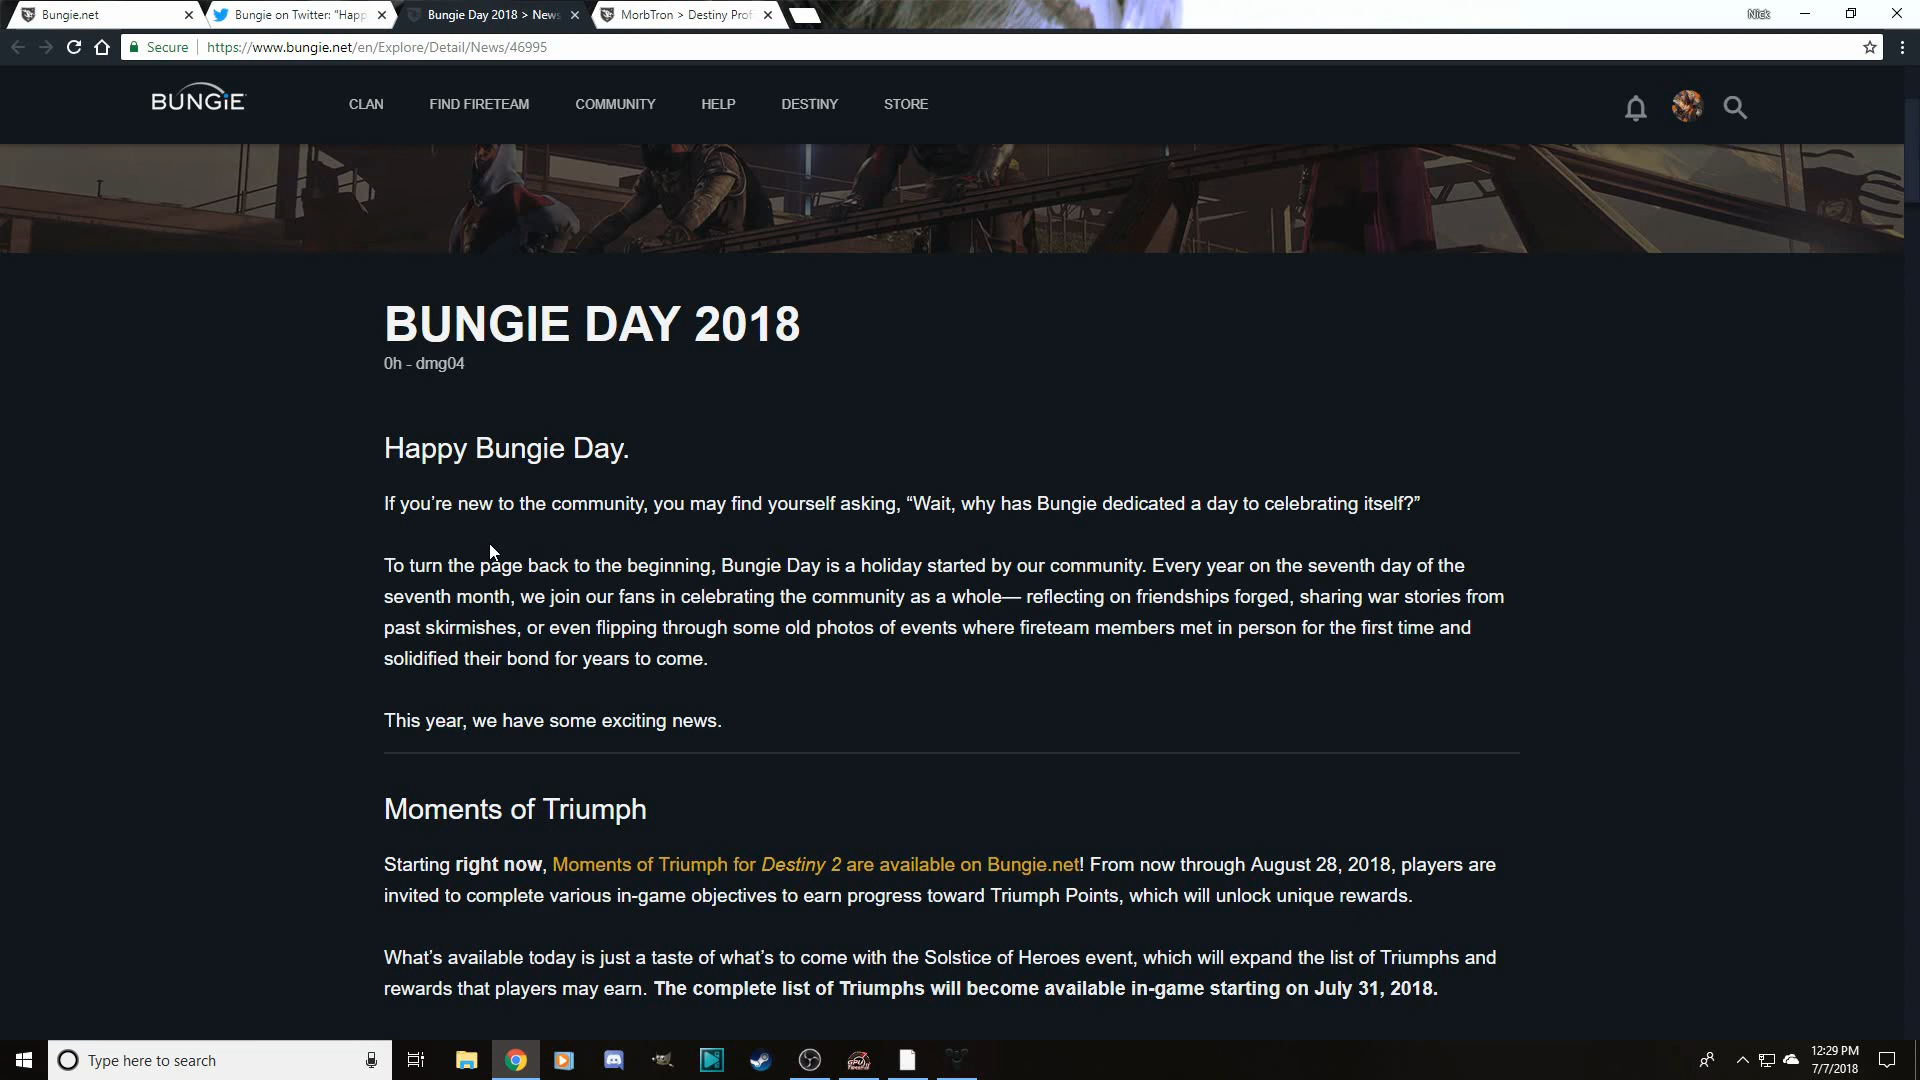 Bungie.net
Bungie on Twitter: "Happ
Bungie Day 2018 > News
MorbTron > Destiny Prof
Nick
Secure
https://www.bungie.net/en/Explore/Detail/News/46995
BUNGIE
CLAN
FIND FIRETEAM
COMMUNITY
HELP
DESTINY
STORE
BUNGIE DAY 2018
0h - dmg04
Happy Bungie Day.
If you’re new to the community, you may find yourself asking, “Wait, why has Bungie dedicated a day to celebrating itself?”
To turn the page back to the beginning, Bungie Day is a holiday started by our community. Every year on the seventh day of the
seventh month, we join our fans in celebrating the community as a whole— reflecting on friendships forged, sharing war stories from
past skirmishes, or even flipping through some old photos of events where fireteam members met in person for the first time and
solidified their bond for years to come.
This year, we have some exciting news.
Moments of Triumph
Starting right now, Moments of Triumph for Destiny 2 are available on Bungie.net! From now through August 28, 2018, players are
invited to complete various in-game objectives to earn progress toward Triumph Points, which will unlock unique rewards.
What’s available today is just a taste of what’s to come with the Solstice of Heroes event, which will expand the list of Triumphs and
rewards that players may earn. The complete list of Triumphs will become available in-game starting on July 31, 2018.
Type here to search
12:29 PM
7/7/2018